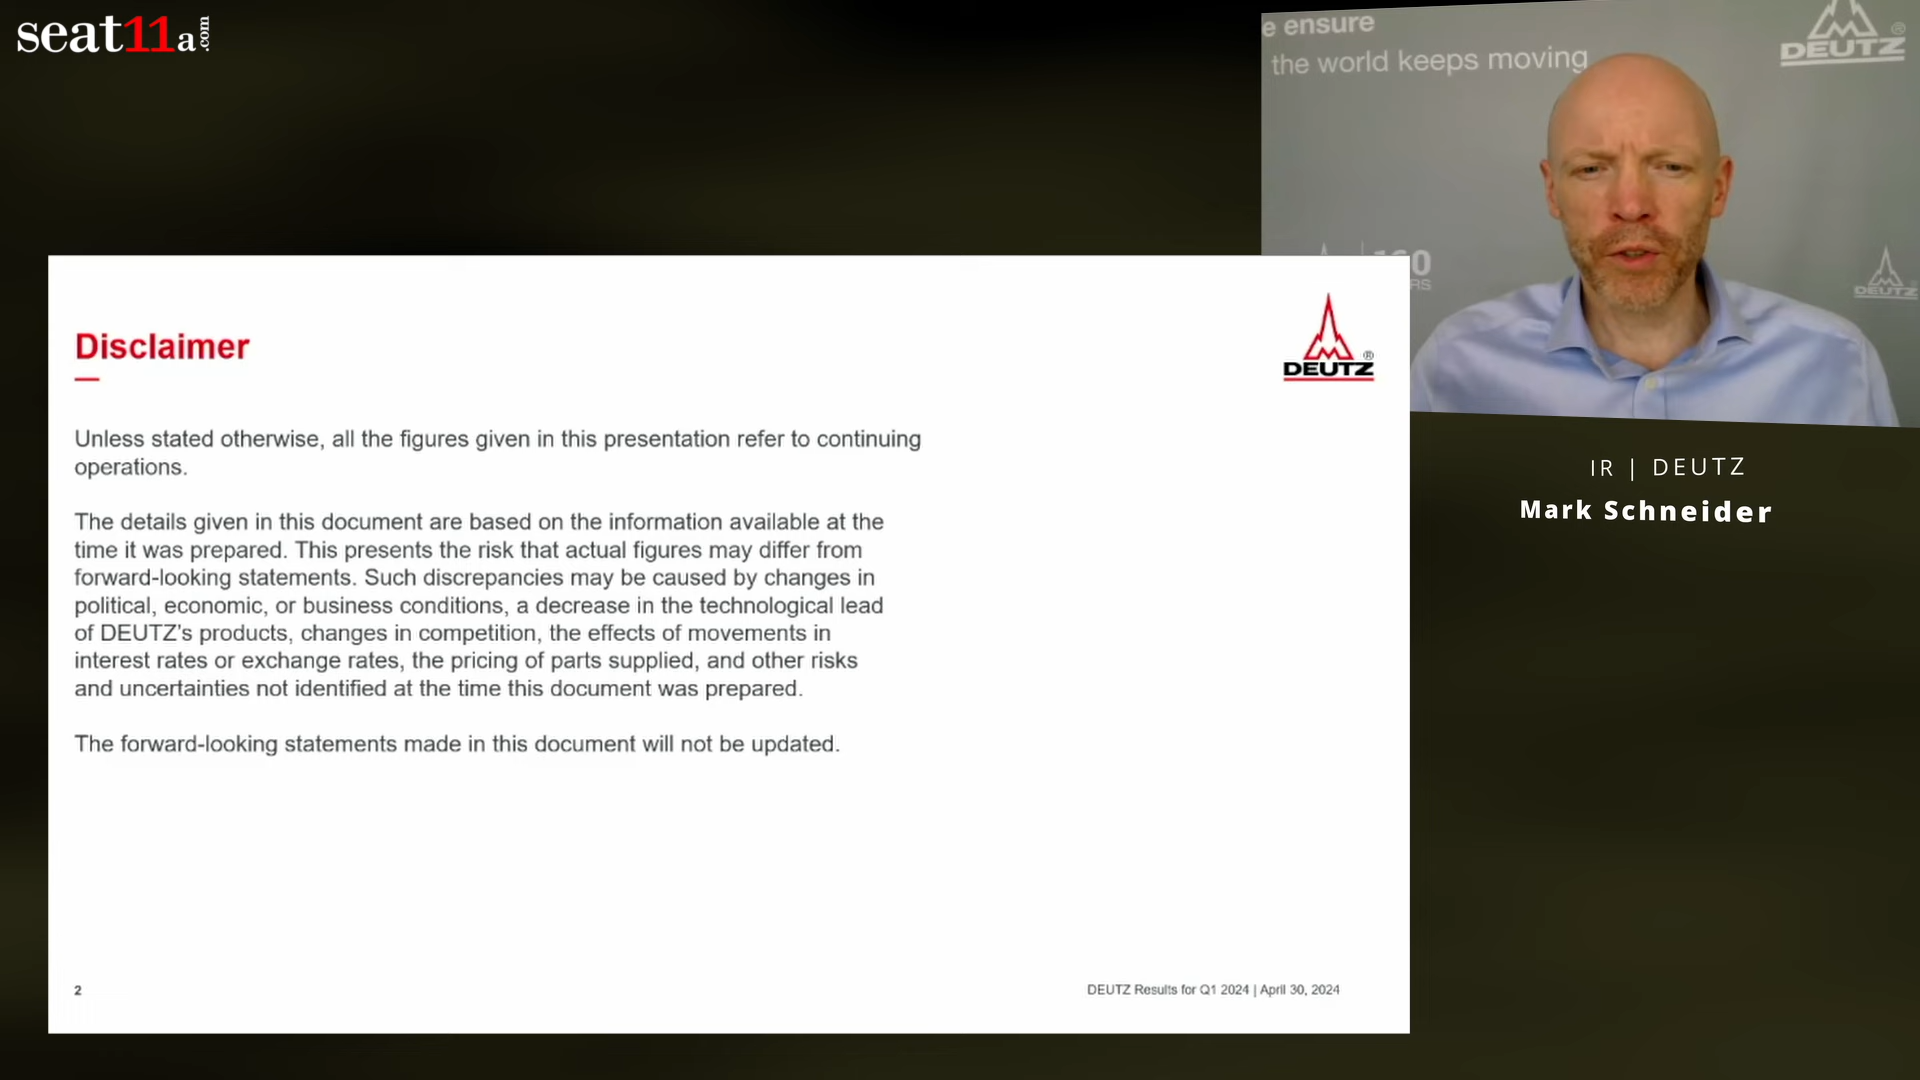 seat11a.com
e ensure
the world keeps moving
DEUTZ®
DEUTZ
Disclaimer
DEUTZ®
Unless stated otherwise, all the figures given in this presentation refer to continuing
operations.
The details given in this document are based on the information available at the
time it was prepared. This presents the risk that actual figures may differ from
forward-looking statements. Such discrepancies may be caused by changes in
political, economic, or business conditions, a decrease in the technological lead
of DEUTZ's products, changes in competition, the effects of movements in
interest rates or exchange rates, the pricing of parts supplied, and other risks
and uncertainties not identified at the time this document was prepared.
The forward-looking statements made in this document will not be updated.
2
DEUTZ Results for Q1 2024 | April 30, 2024
IR | DEUTZ
Mark Schneider